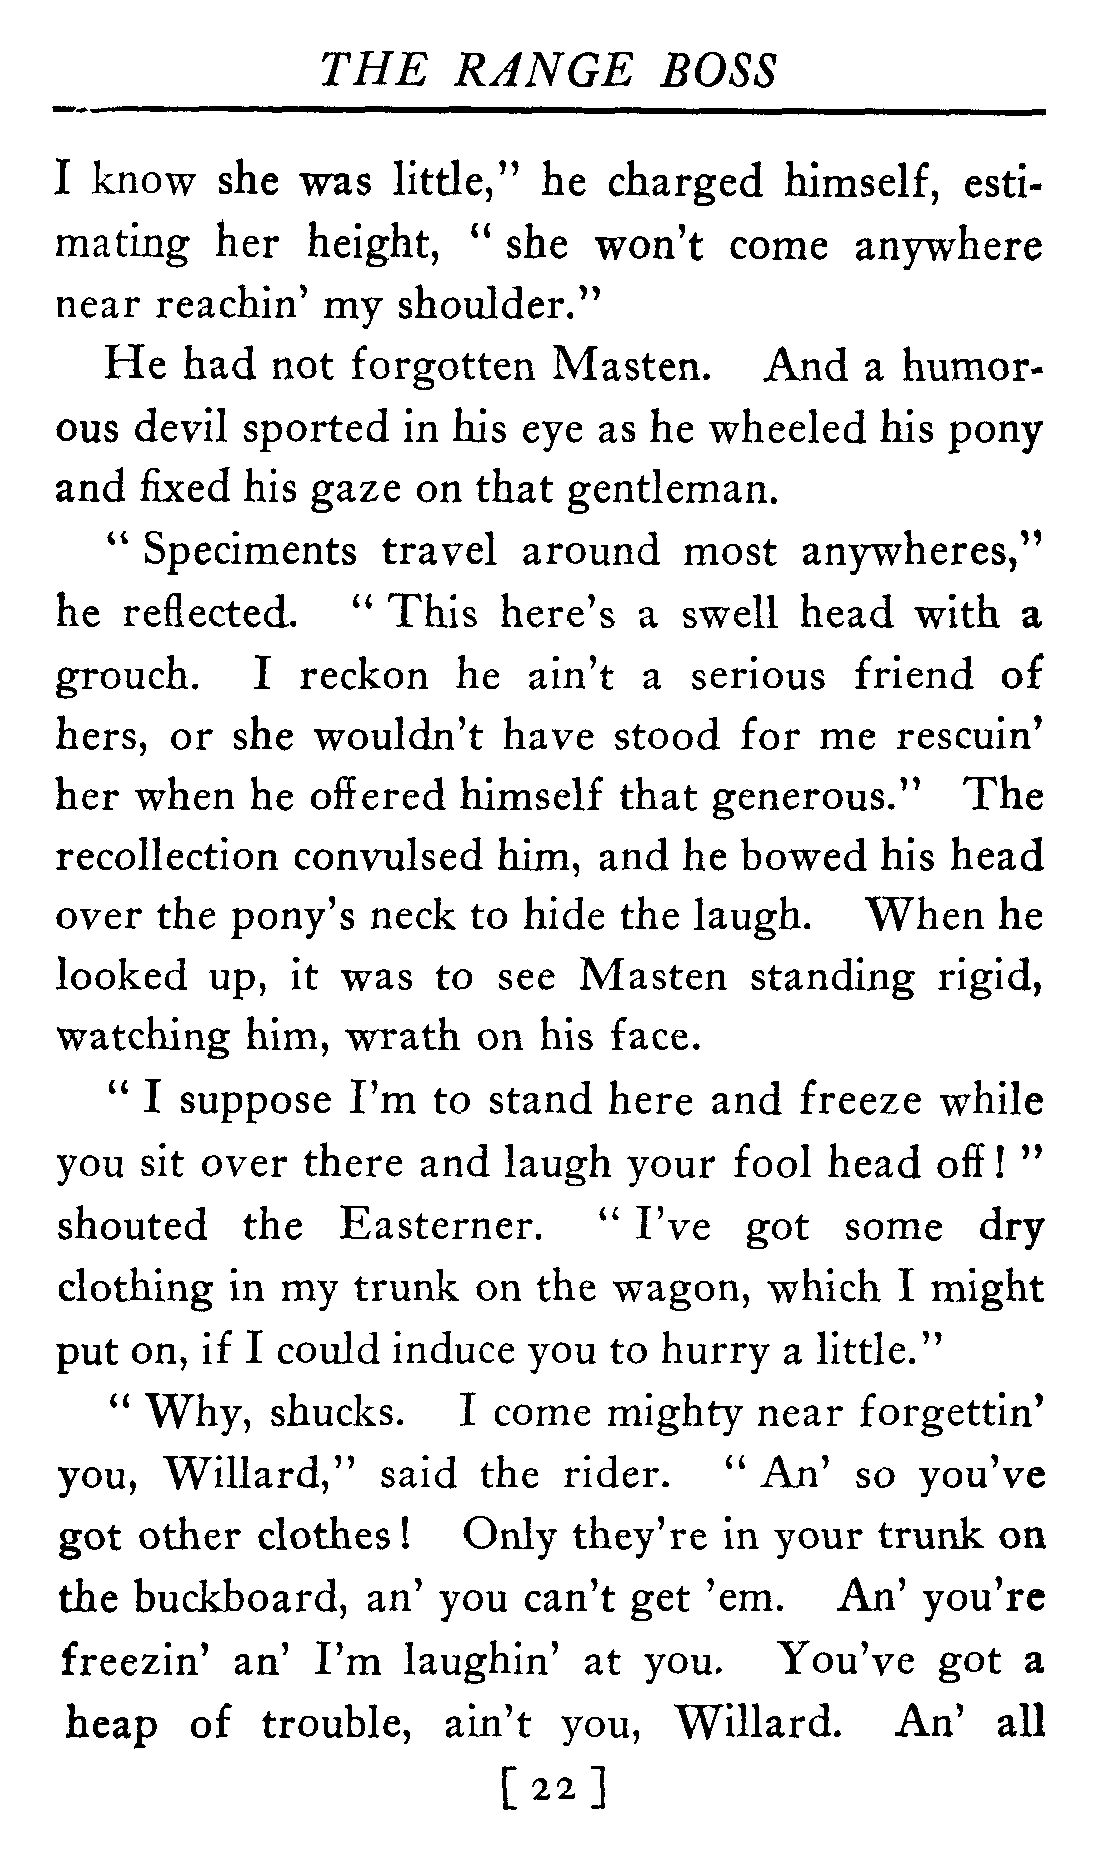 THE RANGE BOSS
I know she was little," he charged himself, esti-
mating her height, " she won't come anywhere
near reachin' my shoulder."
He had not forgotten Masten. And a humor-
ous devil sported in his eye as he wheeled his pony
and fixed his gaze on that gentleman.
" Speciments travel around most anywheres,"
he reflected. " This here's a swell head with a
grouch. I reckon he ain't a serious friend of
hers, or she wouldn't have stood for me rescuin'
her when he offered himself that generous." The
recollection convulsed him, and he bowed his head
over the pony's neck to hide the laugh. When he
looked up, it was to see Masten standing rigid,
watching him, wrath on his face.
" I suppose I'm to stand here and freeze while
you sit over there and laugh your fool head off! "
shouted the Easterner. " I've got some dry
clothing in my trunk on the wagon, which I might
put on, if I could induce you to hurry a little."
" Why, shucks. I come mighty near forgettin'
you, Willard," said the rider. " An' so you've
got other clothes! Only they're in your trunk on
the buckboard, an' you can't get 'em. An' you're
freezin' an' I'm laughin' at you. You've got a
heap of trouble, ain't you, Willard. An' all
[ 22 ]